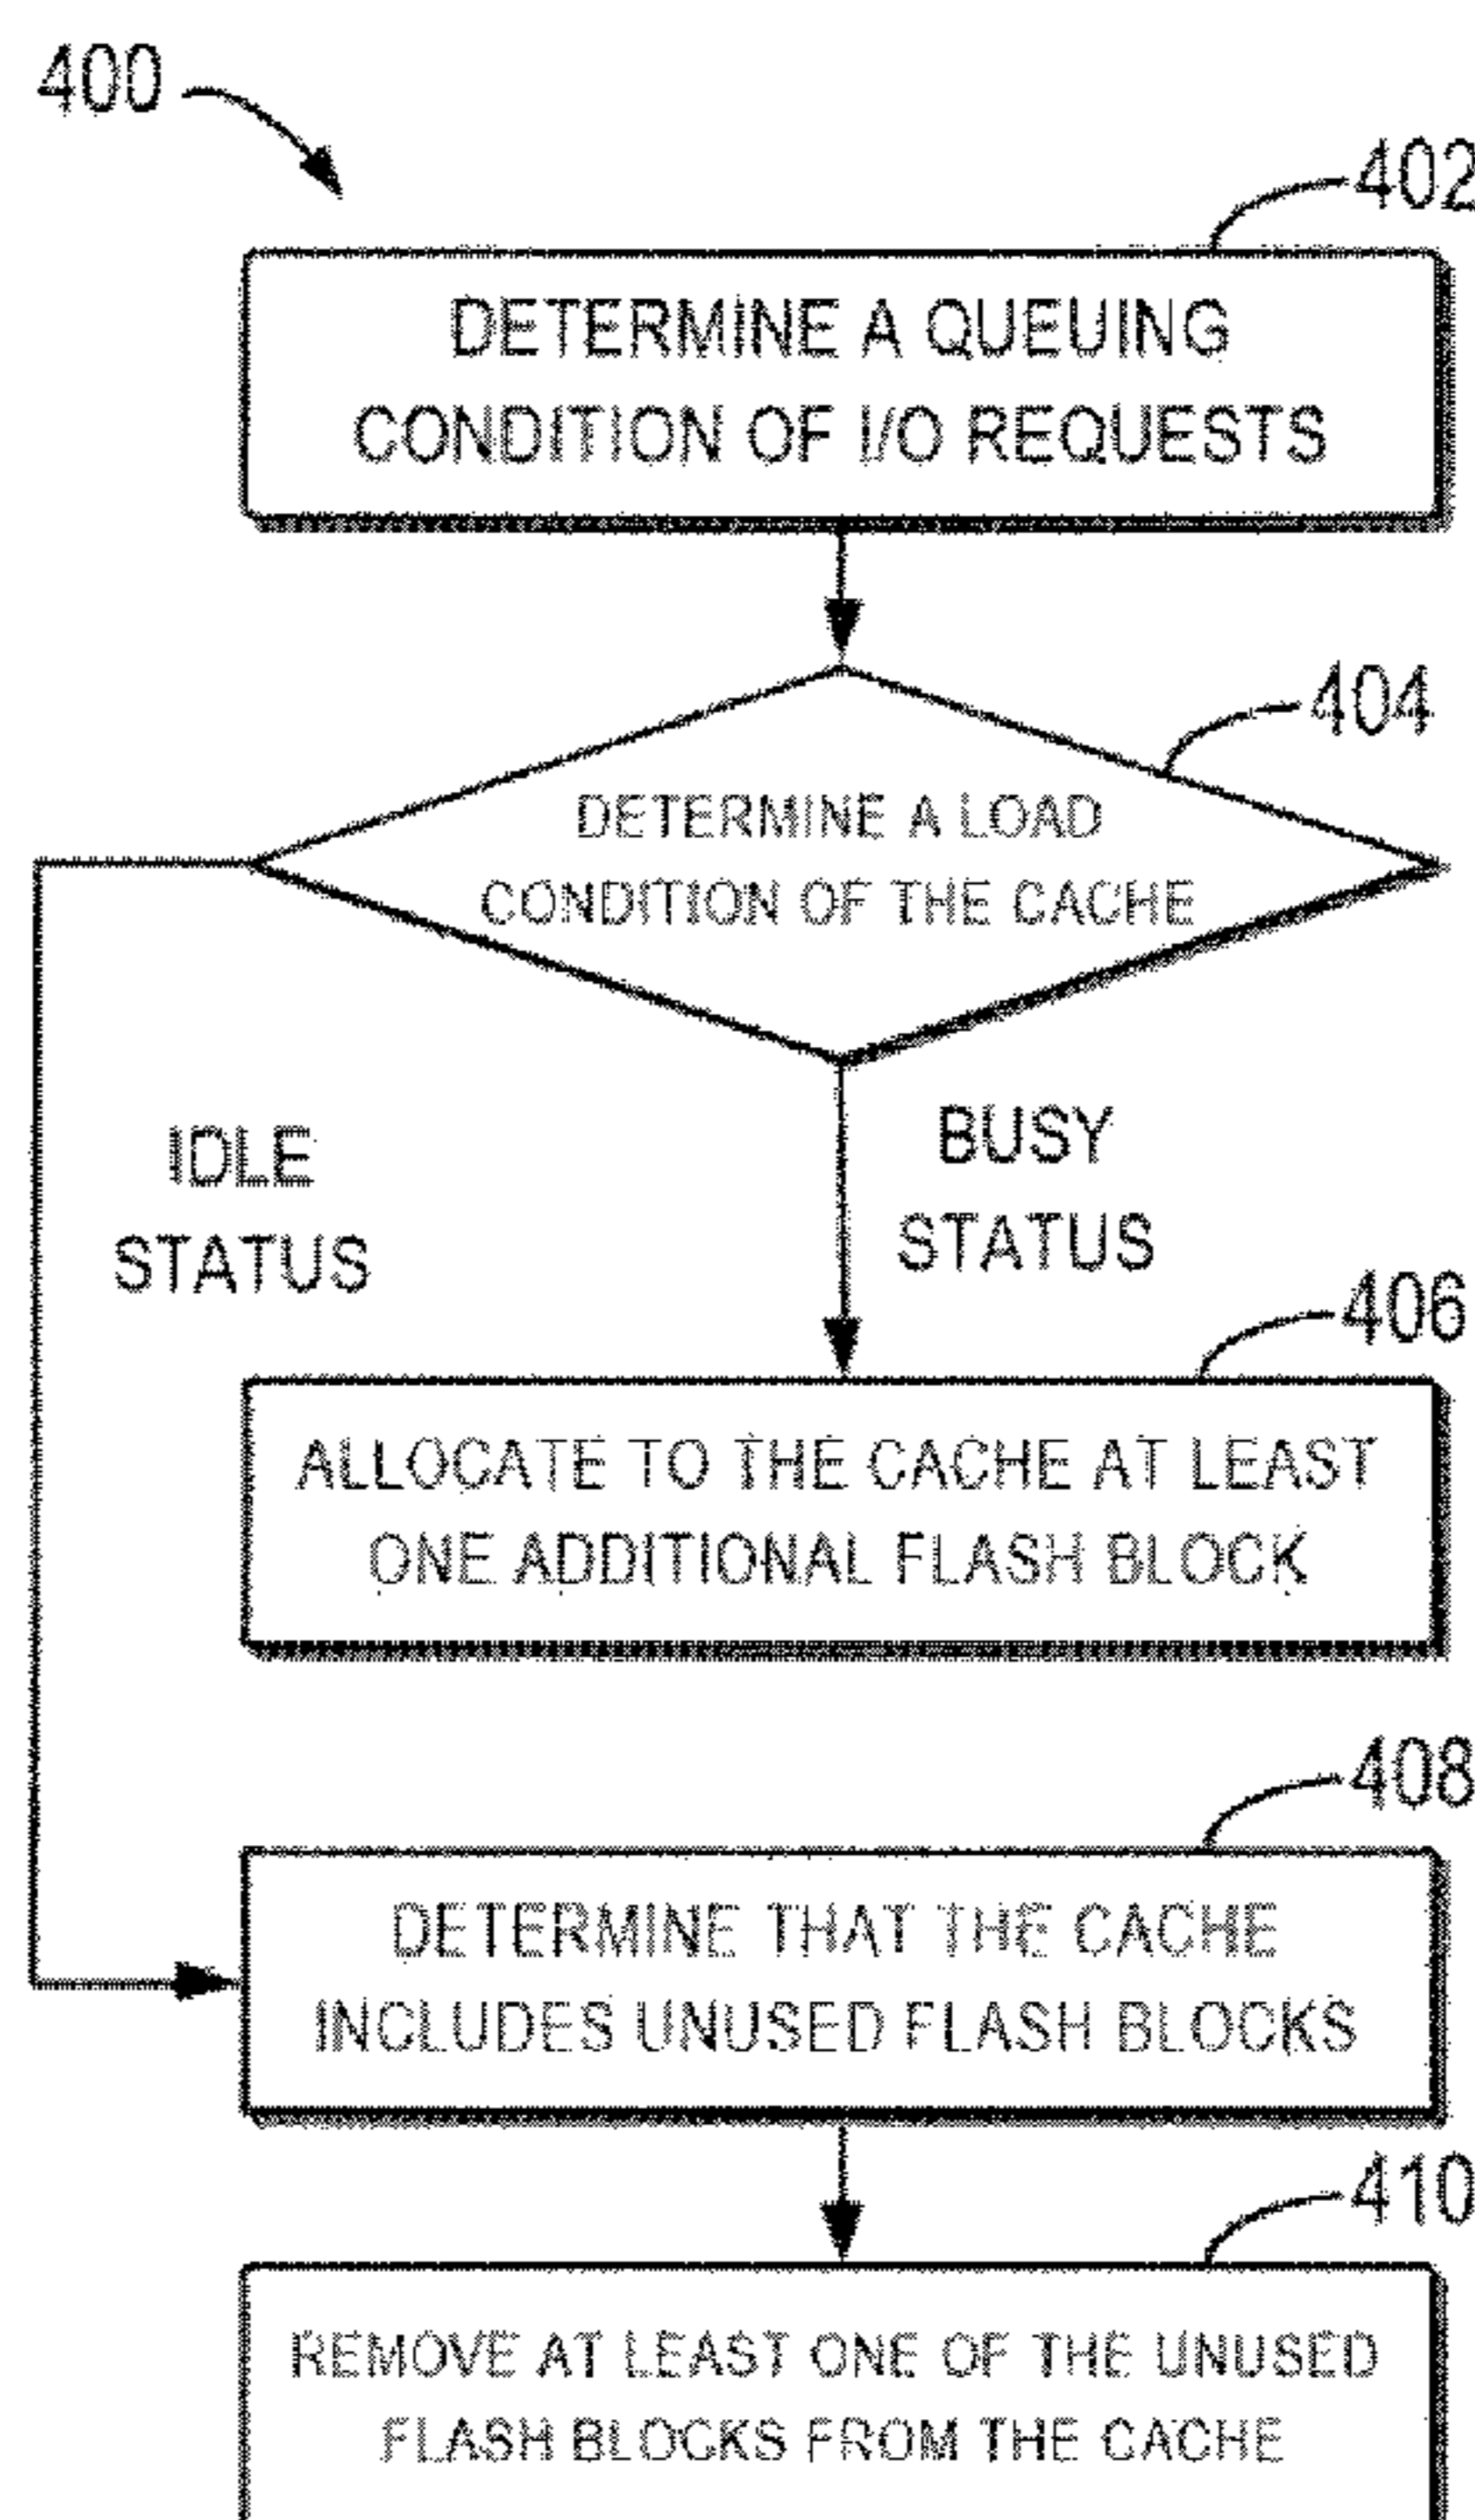 400
402
DETERMINE A QUEUING
CONDITION OF I/O REQUESTS
404
DETERMINE A LOAD
CONDITION OF THE CACHE
IDLE
STATUS
BUSY
STATUS
406
ALLOCATE TO THE CACHE AT LEAST
ONE ADDITIONAL FLASH BLOCK
408
DETERMINE THAT THE CACHE
INCLUDES UNUSED FLASH BLOCKS
410
REMOVE AT LEAST ONE OF THE UNUSED
FLASH BLOCKS FROM THE CACHE